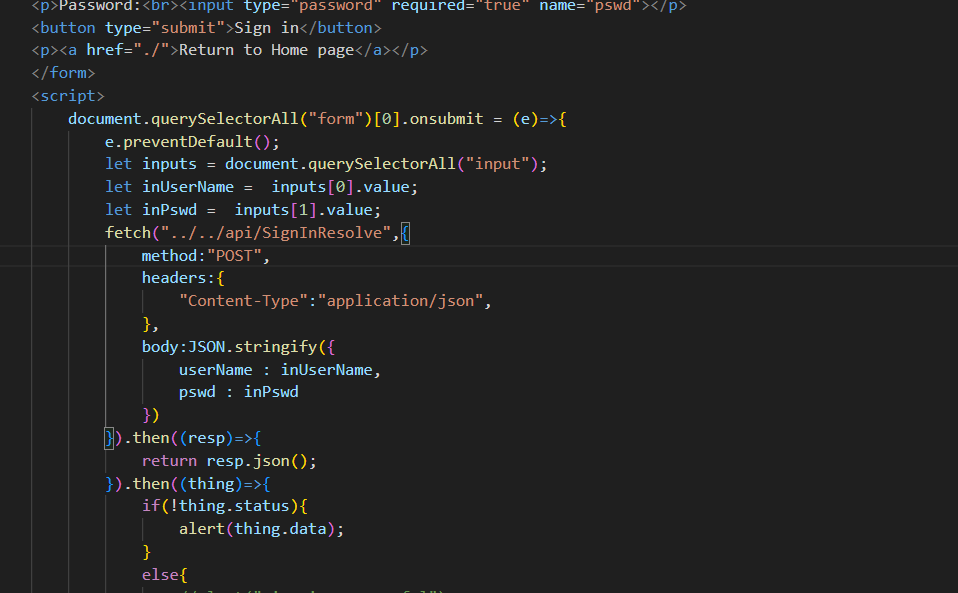 <p>Password:<br><input type="password" required="true" name="pswd"></p>
<button type="submit">Sign in</button>
<p><a href="./">Return to Home page</a></p>
</form>
<script>
document.querySelectorAll("form")[0].onsubmit = (e)=>{
e.preventDefault();
let inputs = document.querySelectorAll("input");
let inUserName =  inputs[0].value;
let inPswd =  inputs[1].value;
fetch("../../api/SignInResolve",{
method:"POST",
headers:{
"Content-Type":"application/json",
},
body:JSON.stringify({
userName : inUserName,
pswd : inPswd
})
}).then((resp)=>{
return resp.json();
}).then((thing)=>{
if(!thing.status){
alert(thing.data);
}
else{